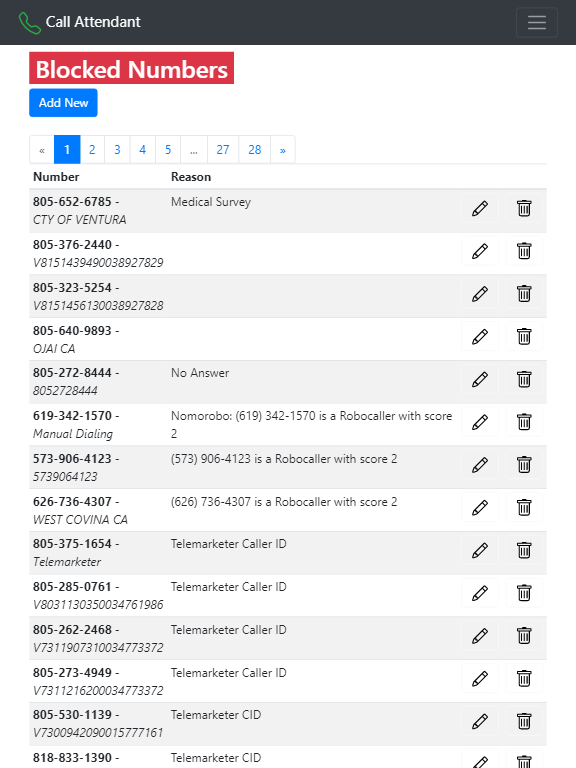 Call Attendant
Blocked Numbers
Add New
« 1 2 3 4 5 ... 27 28 »
Number Reason
805-652-6785 - Medical Survey
CTY OF VENTURA
805-376-2440 -
V8151439490038927829
805-323-5254 -
V8151456130038927828
805-640-9893 -
OJAI CA
805-272-8444 - No Answer
8052728444
619-342-1570 - Nomorobo: (619) 342-1570 is a Robocaller with score
Manual Dialing 2
573-906-4123 - (573) 906-4123 is a Robocaller with score 2
5739064123
626-736-4307 - (626) 736-4307 is a Robocaller with score 2
WEST COVINA CA
805-375-1654 - Telemarketer Caller ID
Telemarketer
805-285-0761 - Telemarketer Caller ID
V8031130350034761986
805-262-2468 - Telemarketer Caller ID
V7311907310034773372
805-273-4949 - Telemarketer Caller ID
V7311216200034773372
805-530-1139 - Telemarketer CID
V7300942090015777161
818-833-1390 - Telemarketer CID